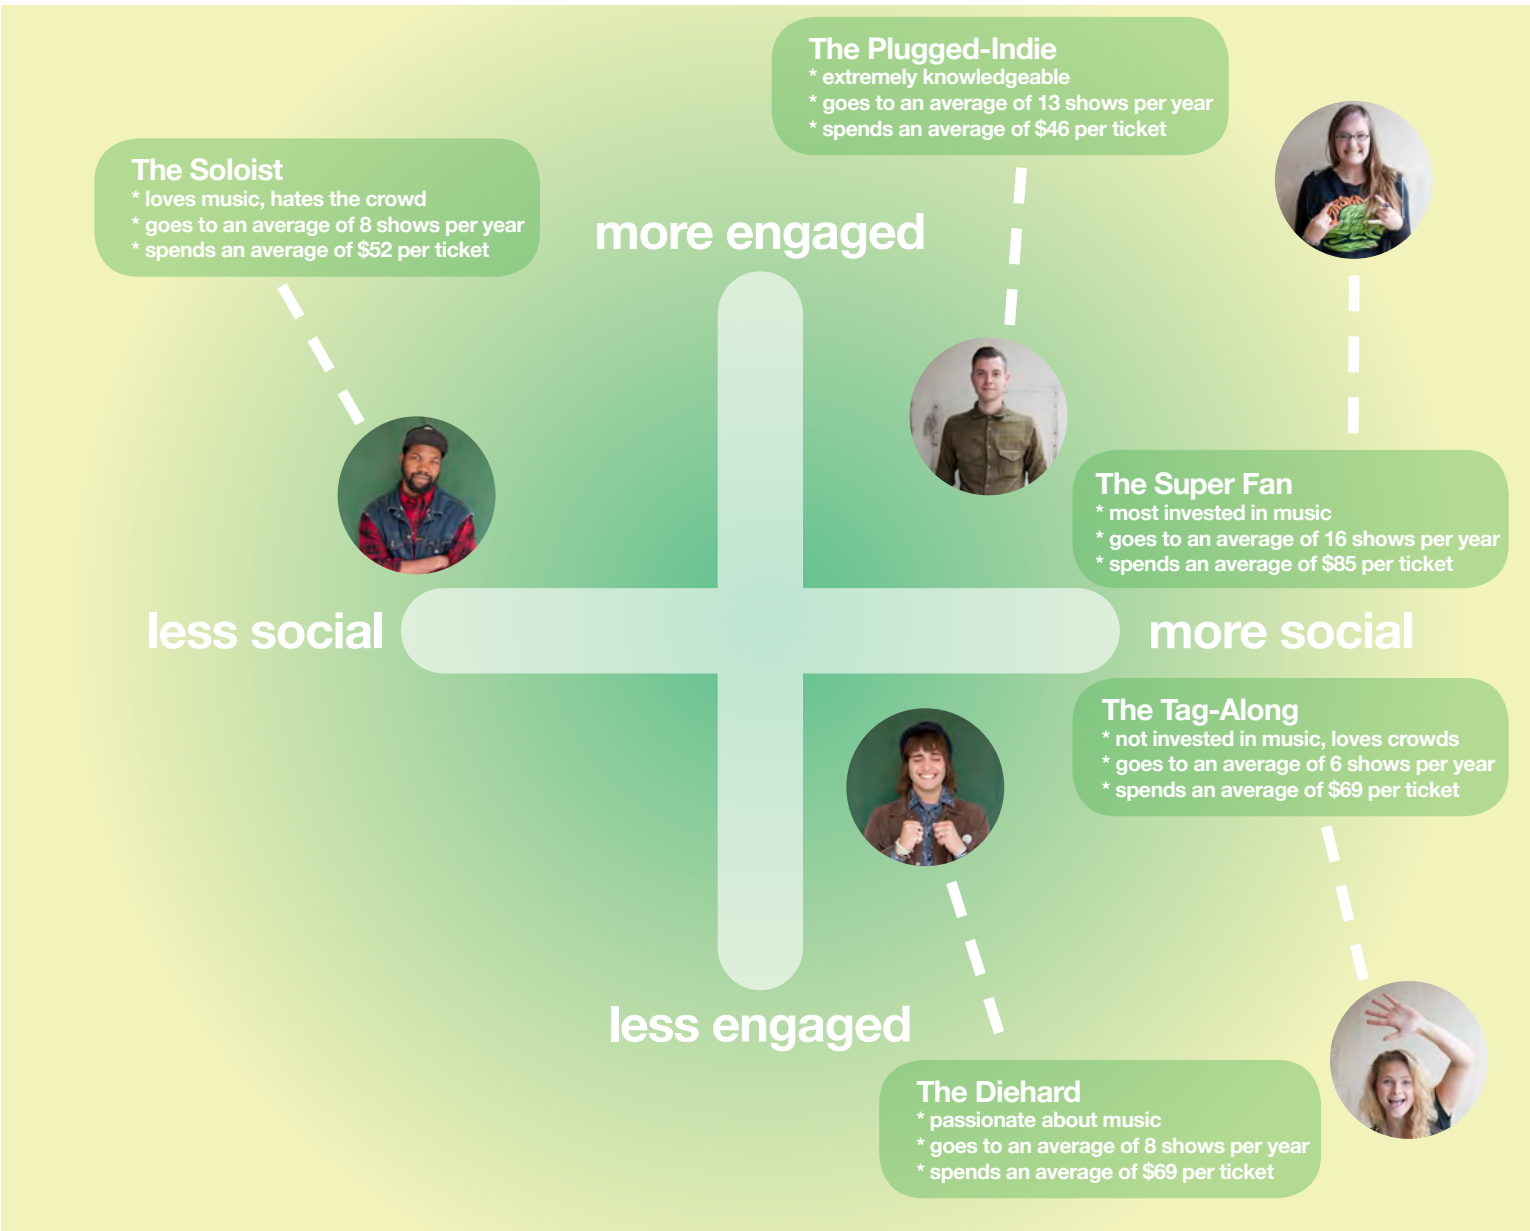 The Plugged-Indie
* extremely knowledgeable
* goes to an average of 13 shows per year
* spends an average of $46 per ticket
The Soloist
* loves music, hates the crowd
* goes to an average of 8 shows per year
* spends an average of $52 per ticket
more engaged
The Super Fan
* most invested in music
* goes to an average of 16 shows per year
* spends an average of $85 per ticket
less social
more social
The Tag-Along
* not invested in music, loves crowds
* goes to an average of 6 shows per year
* spends an average of $69 per ticket
less engaged
The Diehard
* passionate about music
* goes to an average of 8 shows per year
* spends an average of $69 per ticket